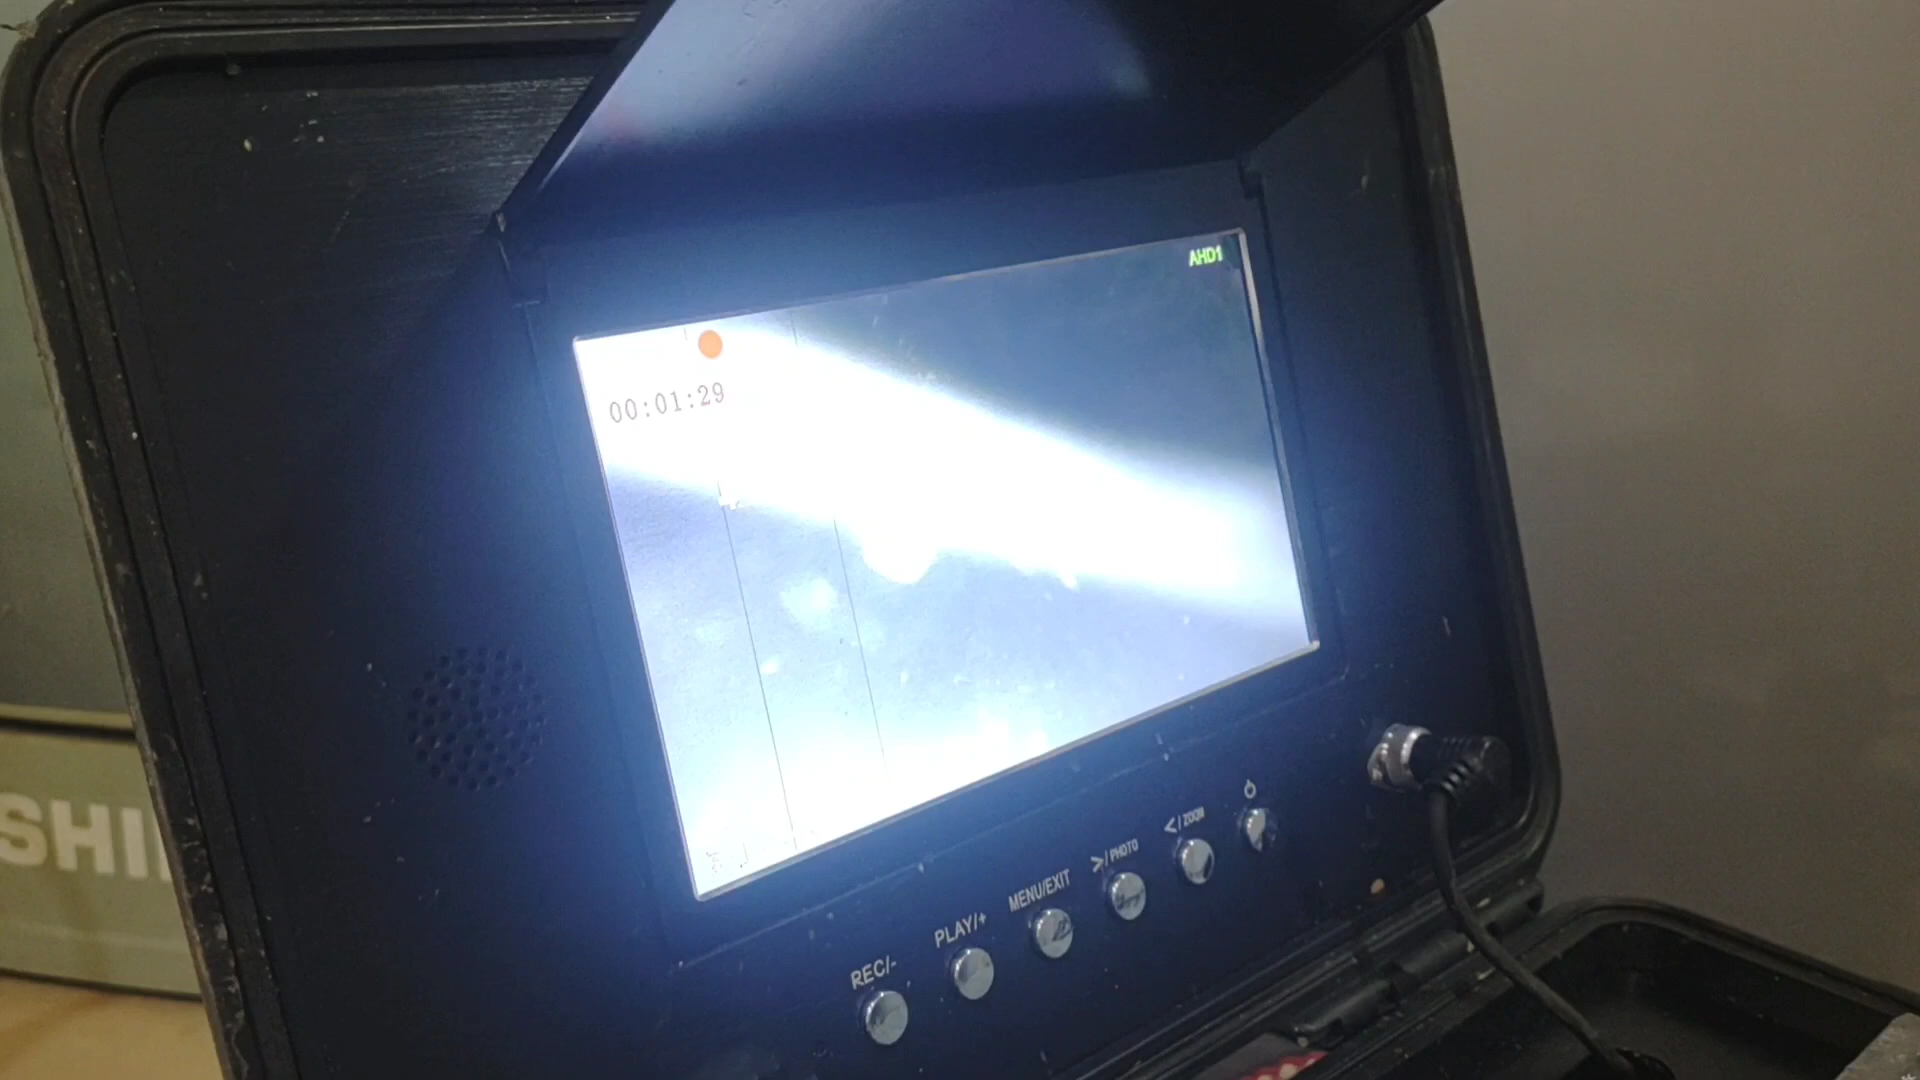 AHD1
00:01:29
SHI
REC/-
PLAY/+
MENU/EXIT
>/PHOTO
</ZOOM